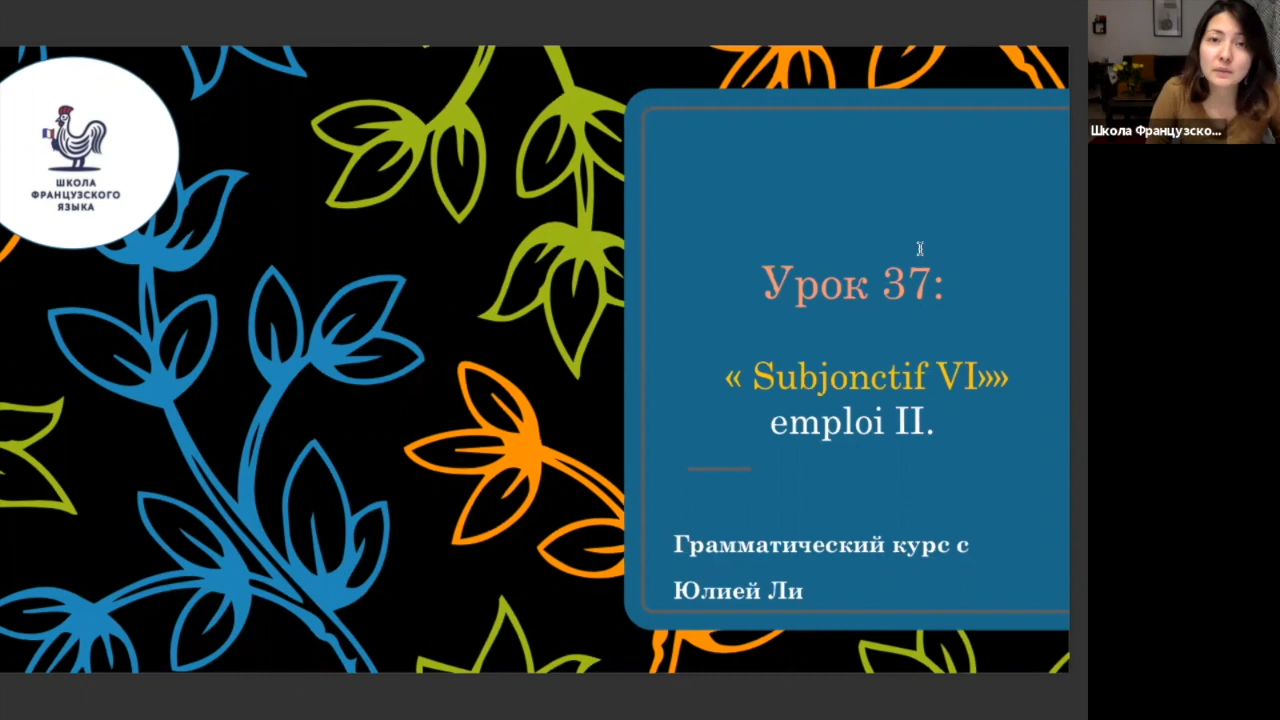 ШКОЛА
ФРАНЦУЗСКОГО
ЯЗЫКА
Урок 37:
« Subjonctif VI»»
emploi II.
Грамматический курс с
Юлией Ли
Школа Французско...